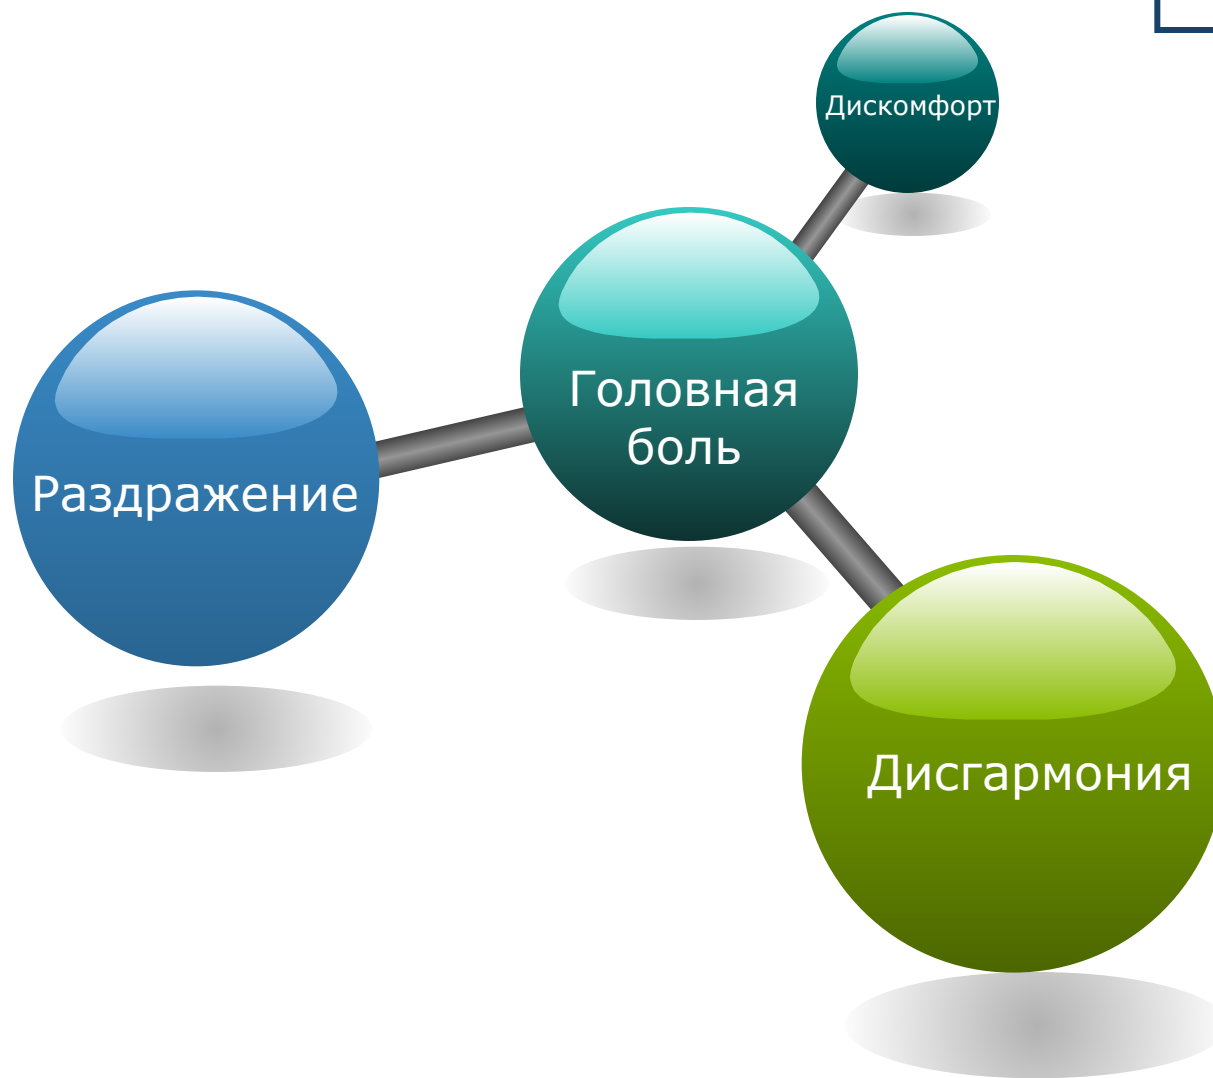 Дискомфорт
Головная
боль
Раздражение
Дисгармония